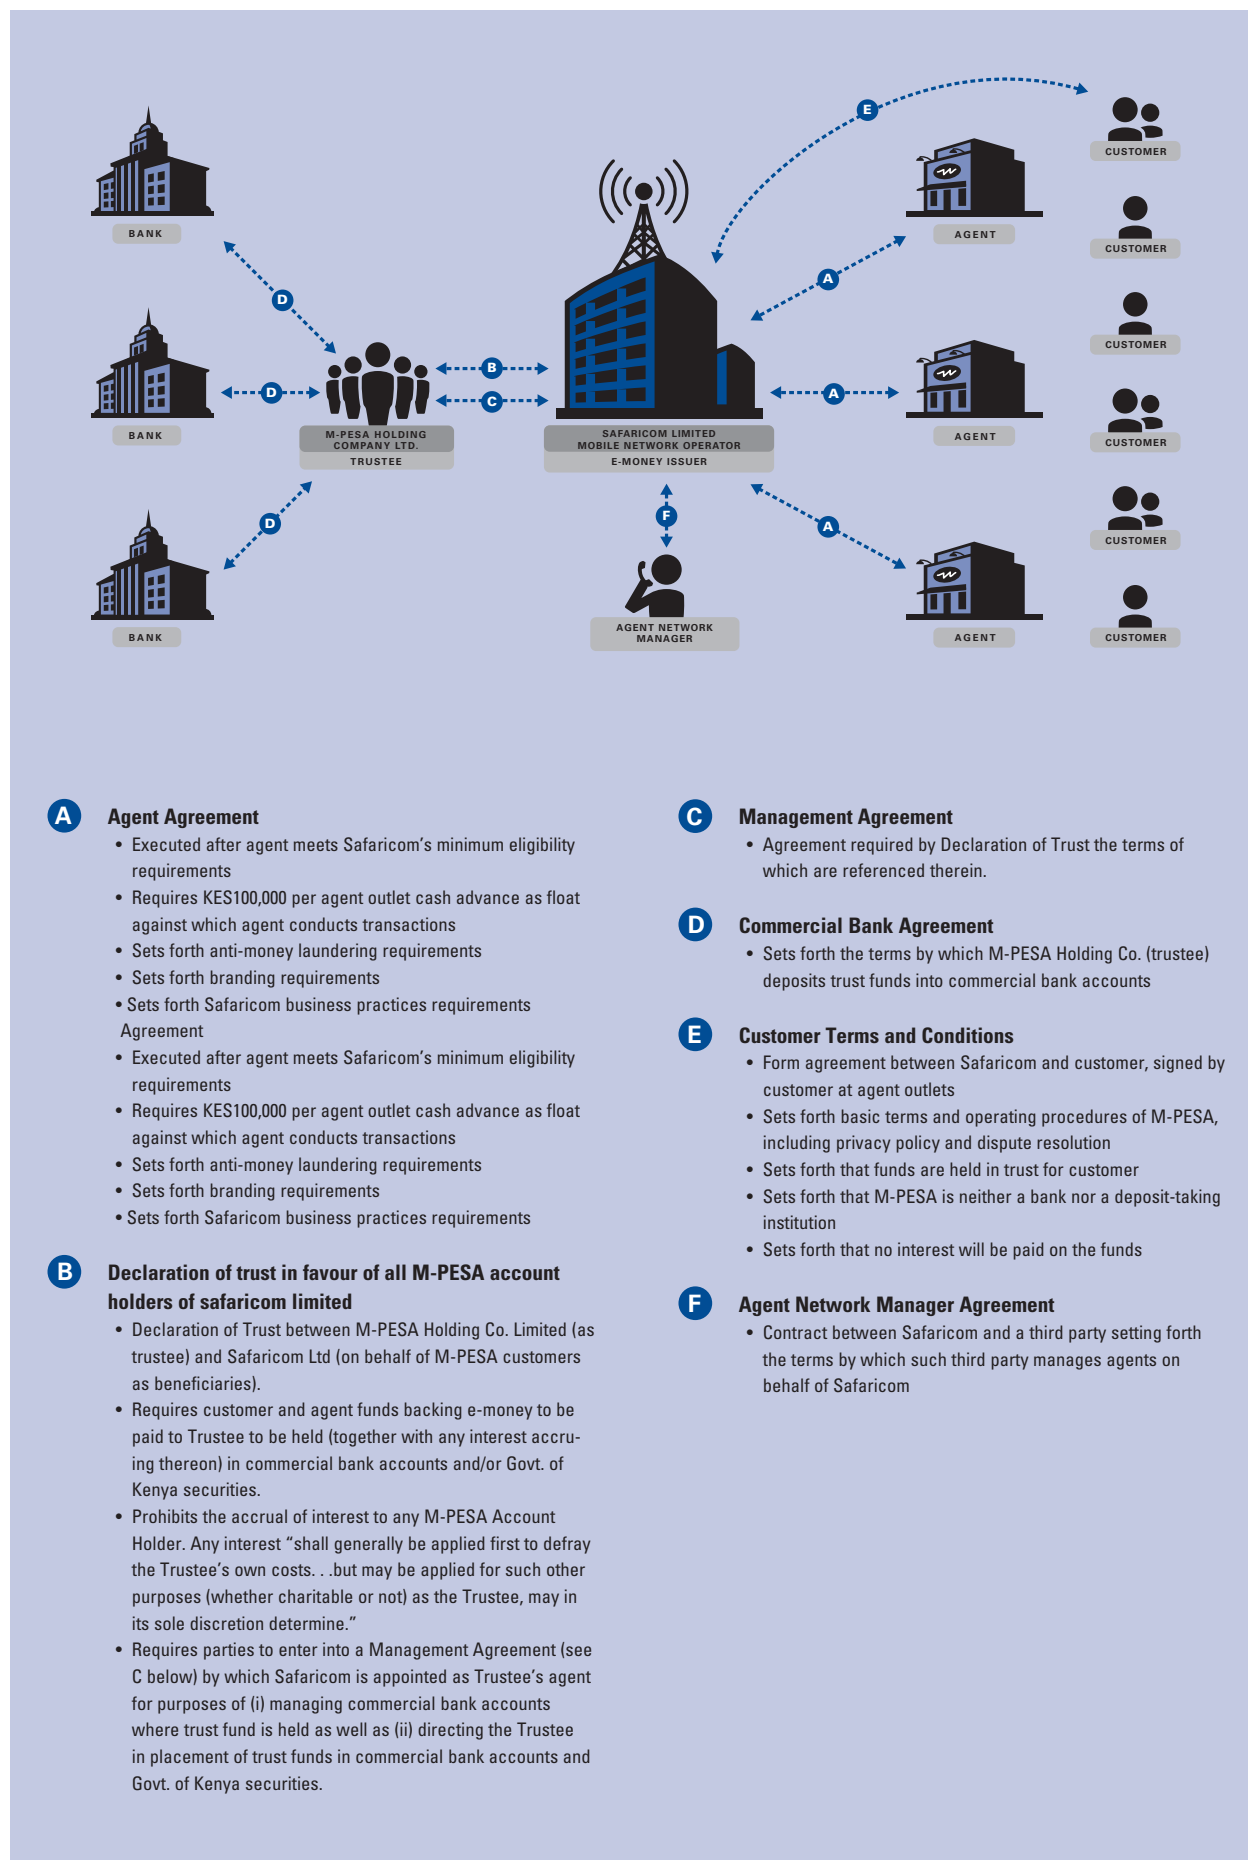 E
CUSTOMER
BANK
AGENT
CUSTOMER
A
D
CUSTOMER
B
D
A
C
BANK
M-PESA HOLDING
COMPANY LTD.
TRUSTEE
SAFARICOM LIMITED
MOBILE NETWORK OPERATOR
E-MONEY ISSUER
AGENT
CUSTOMER
D
F
A
CUSTOMER
BANK
AGENT NETWORK
MANAGER
AGENT
CUSTOMER
A
Agent Agreement
• Executed after agent meets Safaricom’s minimum eligibility
requirements
• Requires KES100,000 per agent outlet cash advance as float
against which agent conducts transactions
• Sets forth anti-money laundering requirements
• Sets forth branding requirements
• Sets forth Safaricom business practices requirements
Agreement
• Executed after agent meets Safaricom’s minimum eligibility
requirements
• Requires KES100,000 per agent outlet cash advance as float
against which agent conducts transactions
• Sets forth anti-money laundering requirements
• Sets forth branding requirements
• Sets forth Safaricom business practices requirements
B
Declaration of trust in favour of all M-PESA account
holders of safaricom limited
• Declaration of Trust between M-PESA Holding Co. Limited (as
trustee) and Safaricom Ltd (on behalf of M-PESA customers
as beneficiaries).
• Requires customer and agent funds backing e-money to be
paid to Trustee to be held (together with any interest accru-
ing thereon) in commercial bank accounts and/or Govt. of
Kenya securities.
• Prohibits the accrual of interest to any M-PESA Account
Holder. Any interest “shall generally be applied first to defray
the Trustee’s own costs. . .but may be applied for such other
purposes (whether charitable or not) as the Trustee, may in
its sole discretion determine.”
• Requires parties to enter into a Management Agreement (see
C below) by which Safaricom is appointed as Trustee’s agent
for purposes of (i) managing commercial bank accounts
where trust fund is held as well as (ii) directing the Trustee
in placement of trust funds in commercial bank accounts and
Govt. of Kenya securities.
C
Management Agreement
• Agreement required by Declaration of Trust the terms of
which are referenced therein.
D
Commercial Bank Agreement
• Sets forth the terms by which M-PESA Holding Co. (trustee)
deposits trust funds into commercial bank accounts
E
Customer Terms and Conditions
• Form agreement between Safaricom and customer, signed by
customer at agent outlets
• Sets forth basic terms and operating procedures of M-PESA,
including privacy policy and dispute resolution
• Sets forth that funds are held in trust for customer
• Sets forth that M-PESA is neither a bank nor a deposit-taking
institution
• Sets forth that no interest will be paid on the funds
F
Agent Network Manager Agreement
• Contract between Safaricom and a third party setting forth
the terms by which such third party manages agents on
behalf of Safaricom